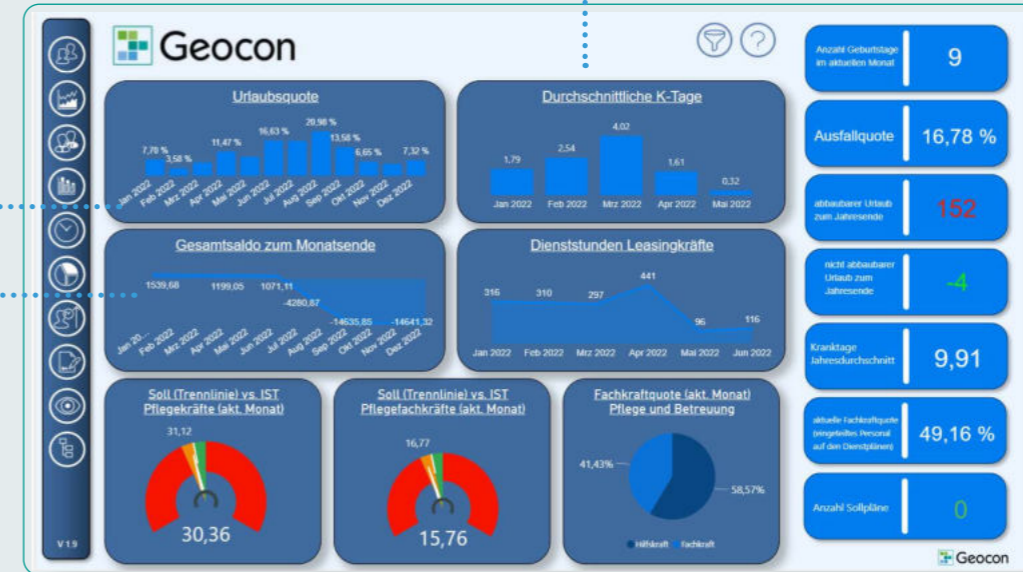 Geocon
Urlaubsquote
7,70 %
3,58 %
11,47 %
16,63 %
20,98 %
13,58 %
6,65 %
7,32 %
Jan 2022
Feb 2022
Mrz 2022
Apr 2022
Mai 2022
Jun 2022
Jul 2022
Aug 2022
Sep 2022
Okt 2022
Nov 2022
Dez 2022
Durchschnittliche K-Tage
1,79
2,54
4,02
1,61
0,32
Jan 2022
Feb 2022
Mrz 2022
Apr 2022
Mai 2022
Gesamtsaldo zum Monatsende
1539,68
1199,05
1071,11
-4280,87
-14635,85
-14641,32
Jan 20...
Feb 2022
Mrz 2022
Apr 2022
Mai 2022
Jun 2022
Jul 2022
Aug 2022
Sep 2022
Okt 2022
Nov 2022
Dez 2022
Dienststunden Leasingkräfte
316
310
297
441
96
116
Jan 2022
Feb 2022
Mrz 2022
Apr 2022
Mai 2022
Jun 2022
Soll (Trennlinie) vs. IST
Pflegekräfte (akt. Monat)
31,12
30,36
Soll (Trennlinie) vs. IST
Pflegefachkräfte (akt. Monat)
16,77
15,76
Fachkraftquote (akt. Monat)
Pflege und Betreuung
41,43%
58,57%
Hilfskraft
Fachkraft
V 1.9
Anzahl Geburtstage
im aktuellen Monat
9
Ausfallquote
16,78 %
abbaubarer Urlaub
zum Jahresende
152
nicht abbaubarer
Urlaub zum
Jahresende
-4
Kranktage
Jahresdurchschnitt
9,91
aktuelle Fachkraftquote
(eingeteiltes Personal
auf den Dienstplänen)
49,16 %
Anzahl Sollpläne
0
Geocon